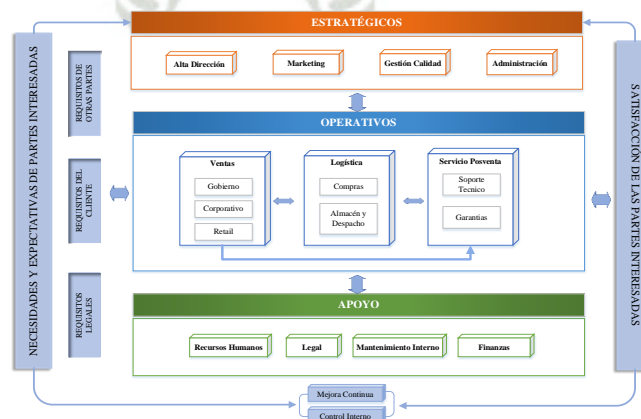 NECESIDADES Y EXPECTATIVAS DE PARTES INTERESADAS
REQUISITOS DE
OTRAS PARTES
REQUISITOS DEL
CLIENTE
REQUISITOS
LEGALES
ESTRATÉGICOS
Alta Dirección
Marketing
Gestión Calidad
Administración
OPERATIVOS
Ventas
Gobierno
Corporativo
Retail
Logística
Compras
Almacén y
Despacho
Servicio Posventa
Soporte
Tecnico
Garantias
APOYO
Recursos Humanos
Legal
Mantenimiento Interno
Finanzas
SATISFACCIÓN DE LAS PARTES INTERESADAS
Mejora Continua
Control Interno